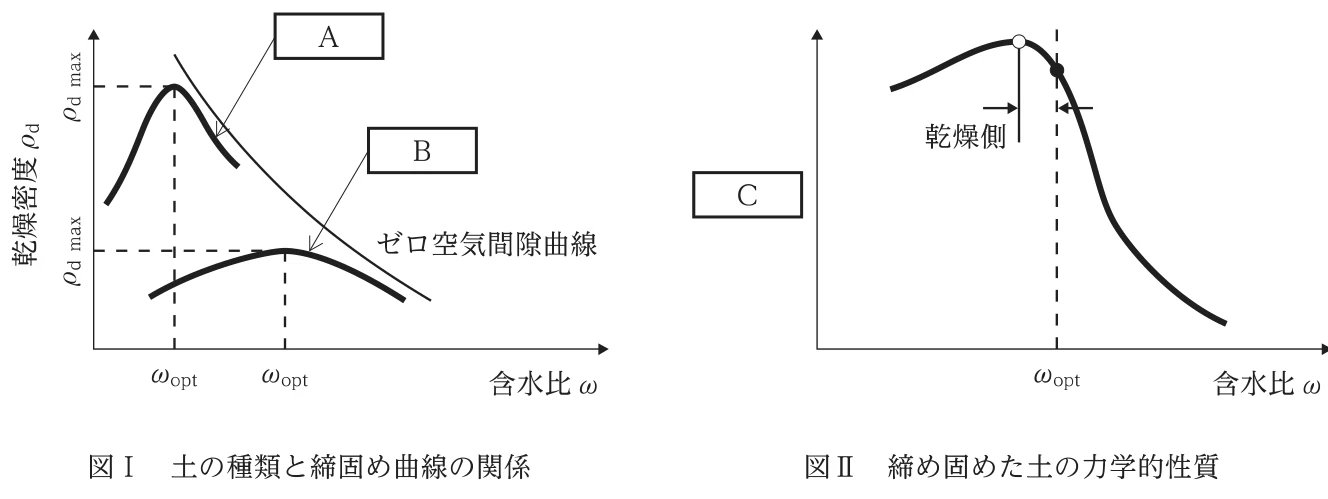 A
B
ρd max
ρd max
乾燥密度 ρd
ゼロ空気間隙曲線
ωopt
ωopt
含水比 ω
図Ⅰ 土の種類と締固め曲線の関係
C
乾燥側
ωopt
含水比 ω
図Ⅱ 締め固めた土の力学的性質